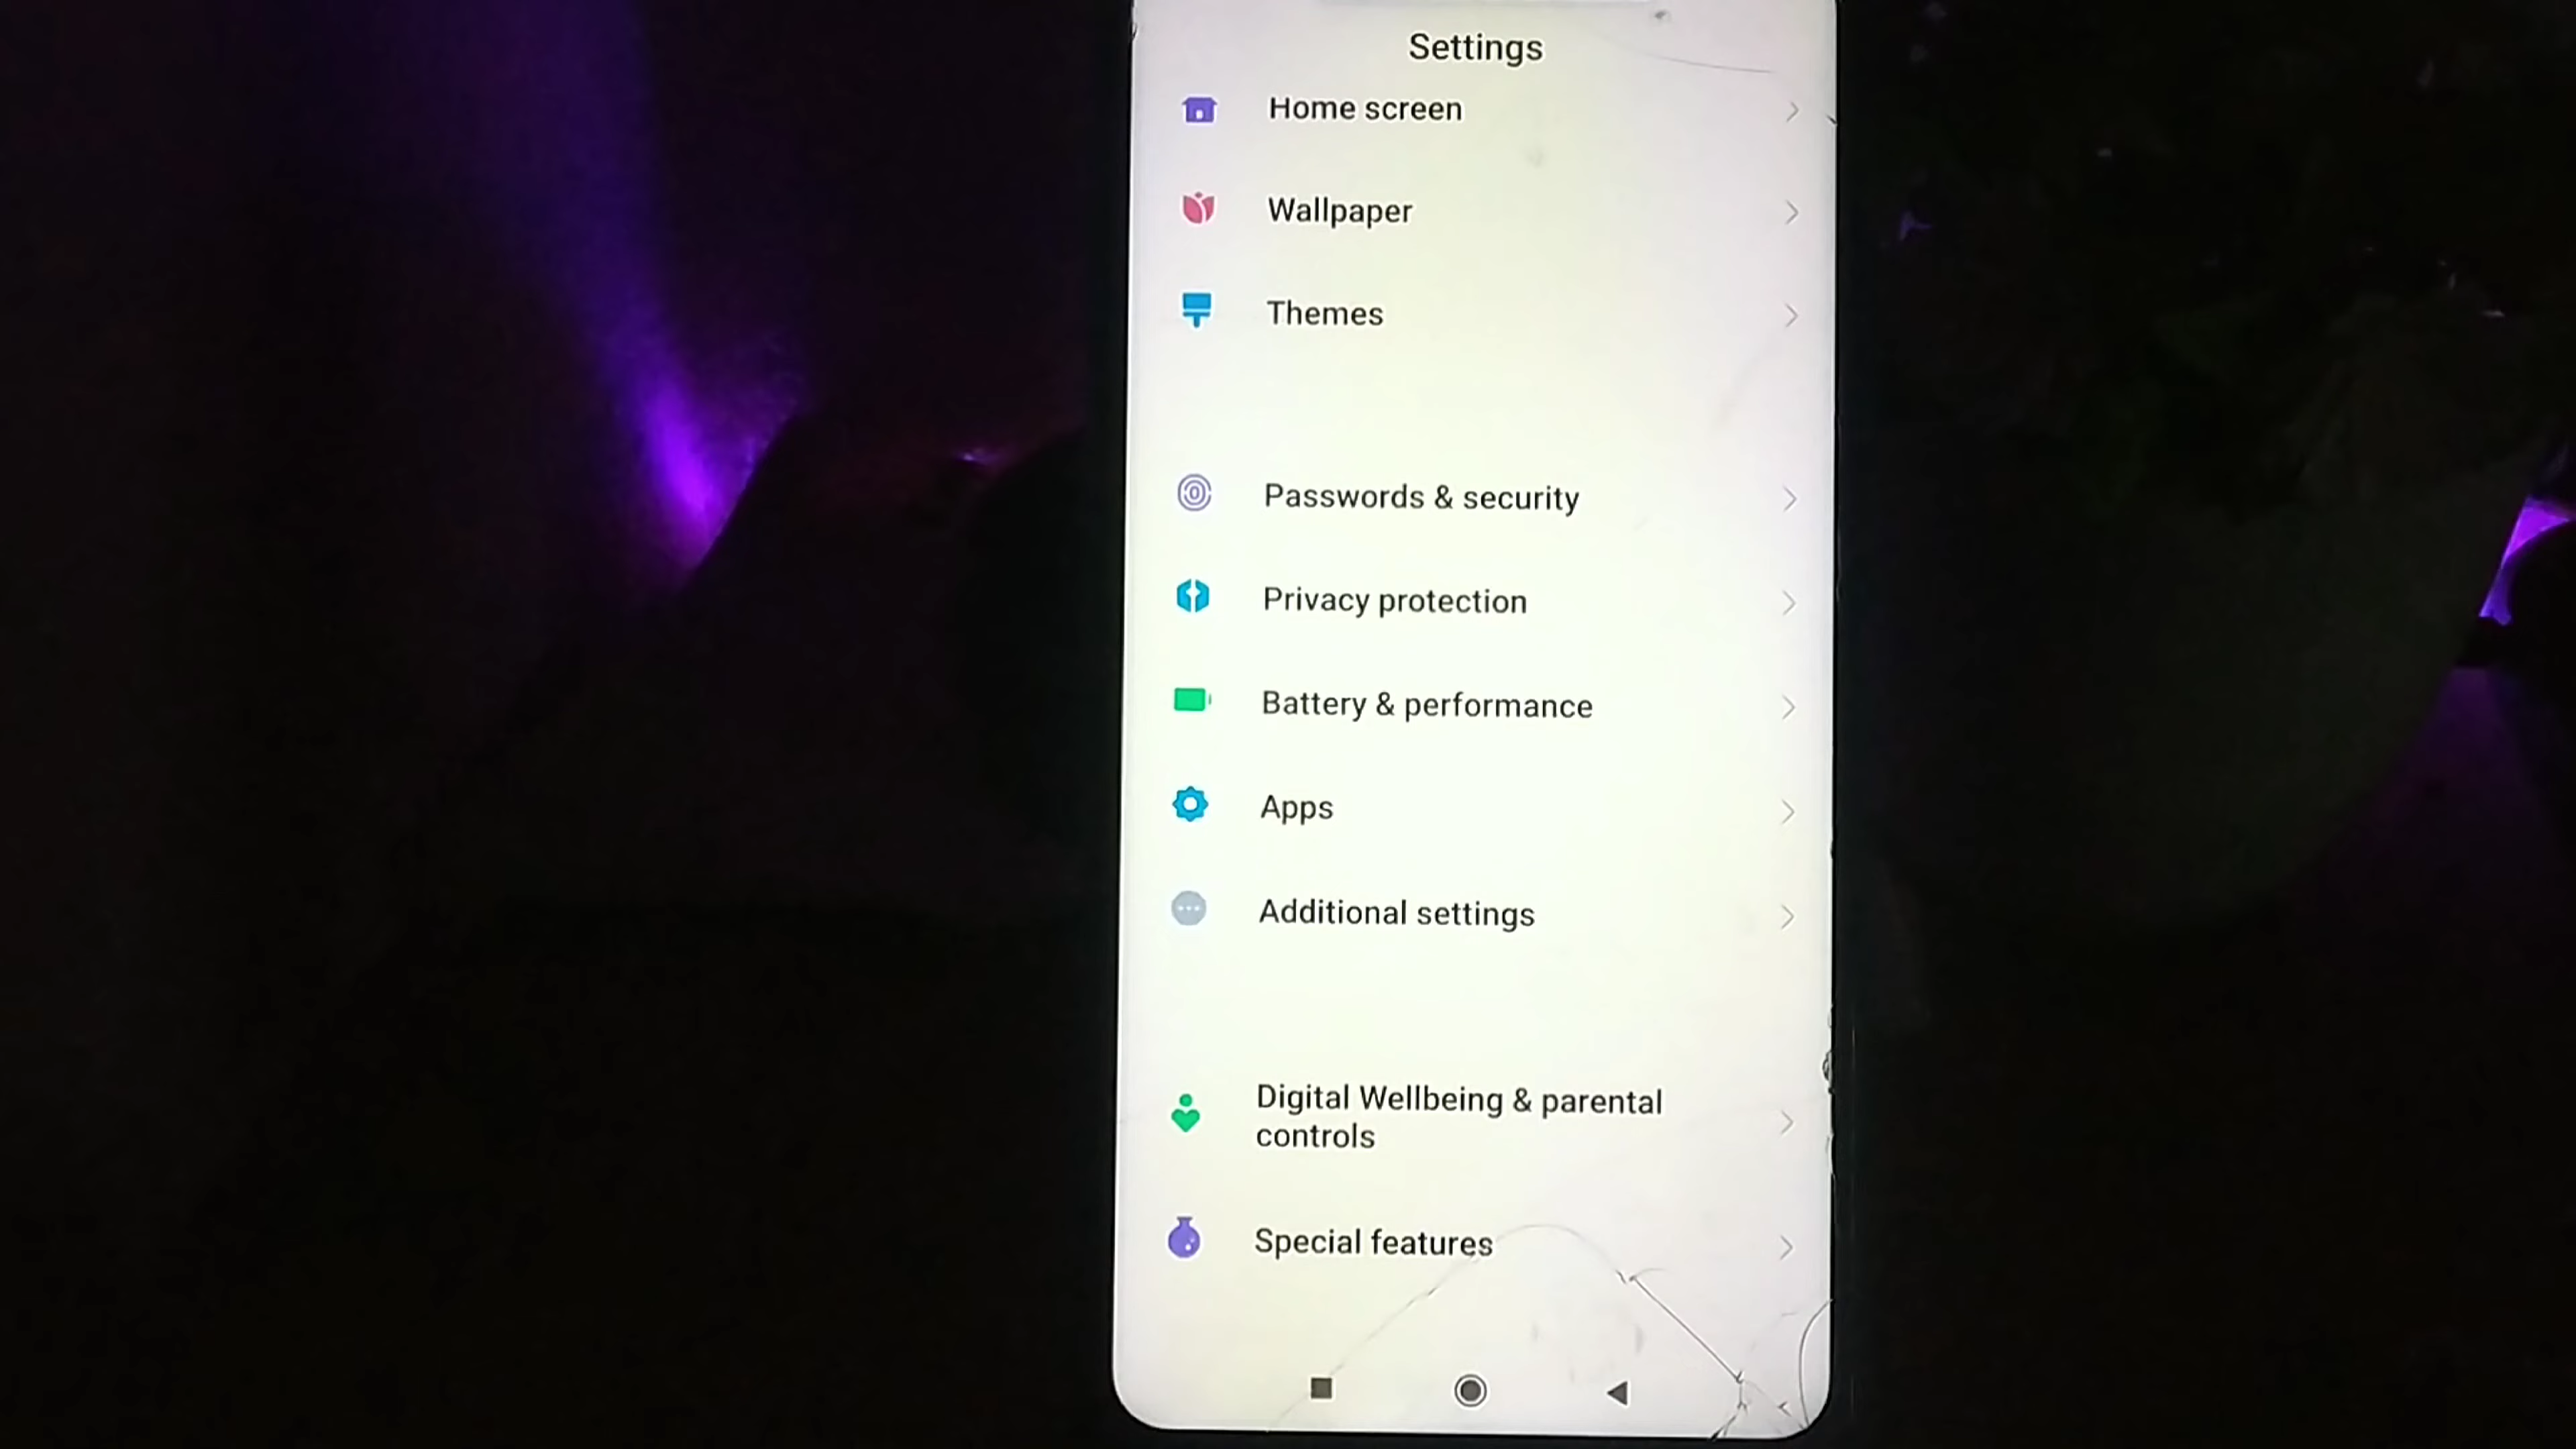 Settings
Home screen
Wallpaper
Themes
Passwords & security
Privacy protection
Battery & performance
Apps
Additional settings
Digital Wellbeing & parental
controls
Special features